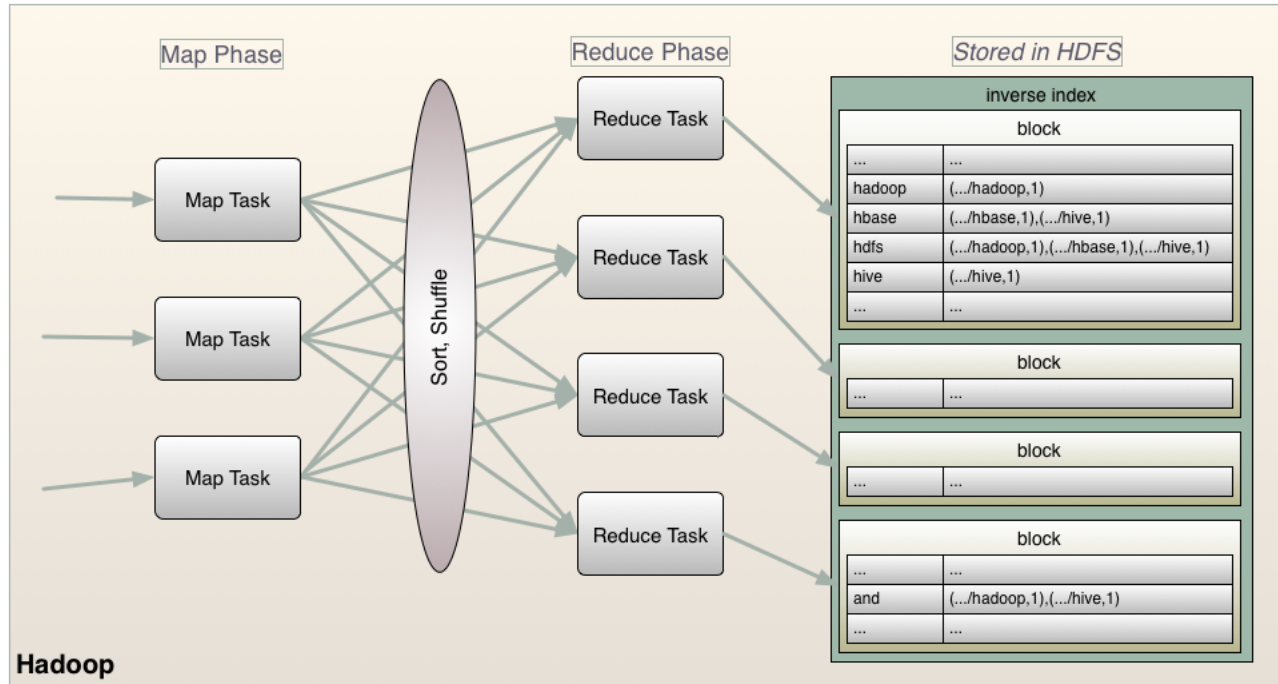 Map Phase
Reduce Phase
Stored in HDFS
Map Task
Map Task
Map Task
Sort, Shuffle
Reduce Task
Reduce Task
Reduce Task
Reduce Task
inverse index
block
... ...
hadoop (.../hadoop,1)
hbase (.../hbase,1),(.../hive,1)
hdfs (.../hadoop,1),(.../hbase,1),(.../hive,1)
hive (.../hive,1)
... ...
block
... ...
block
... ...
block
... ...
and (.../hadoop,1),(.../hive,1)
... ...
Hadoop